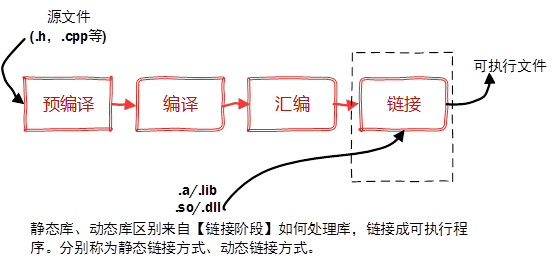 源文件
(.h，.cpp等)
可执行文件
预编译
编译
汇编
链接
.a/.lib
.so/.dll
静态库、动态库区别来自【链接阶段】如何处理库，链接成可执行程
序。分别称为静态链接方式、动态链接方式。